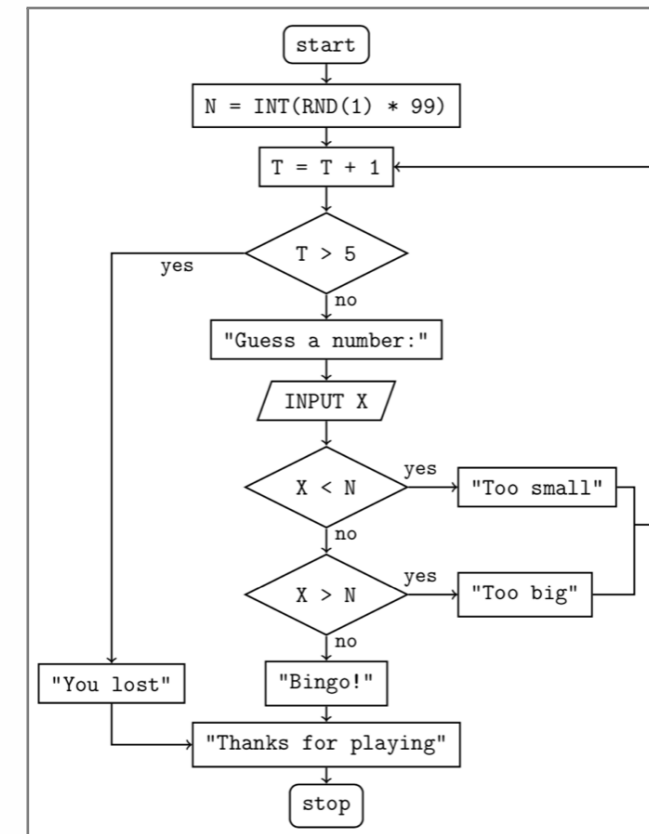 start
N = INT(RND(1) * 99)
T = T + 1
T > 5
yes
no
"Guess a number:"
INPUT X
X < N
yes
"Too small"
no
X > N
yes
"Too big"
no
"You lost"
"Bingo!"
"Thanks for playing"
stop